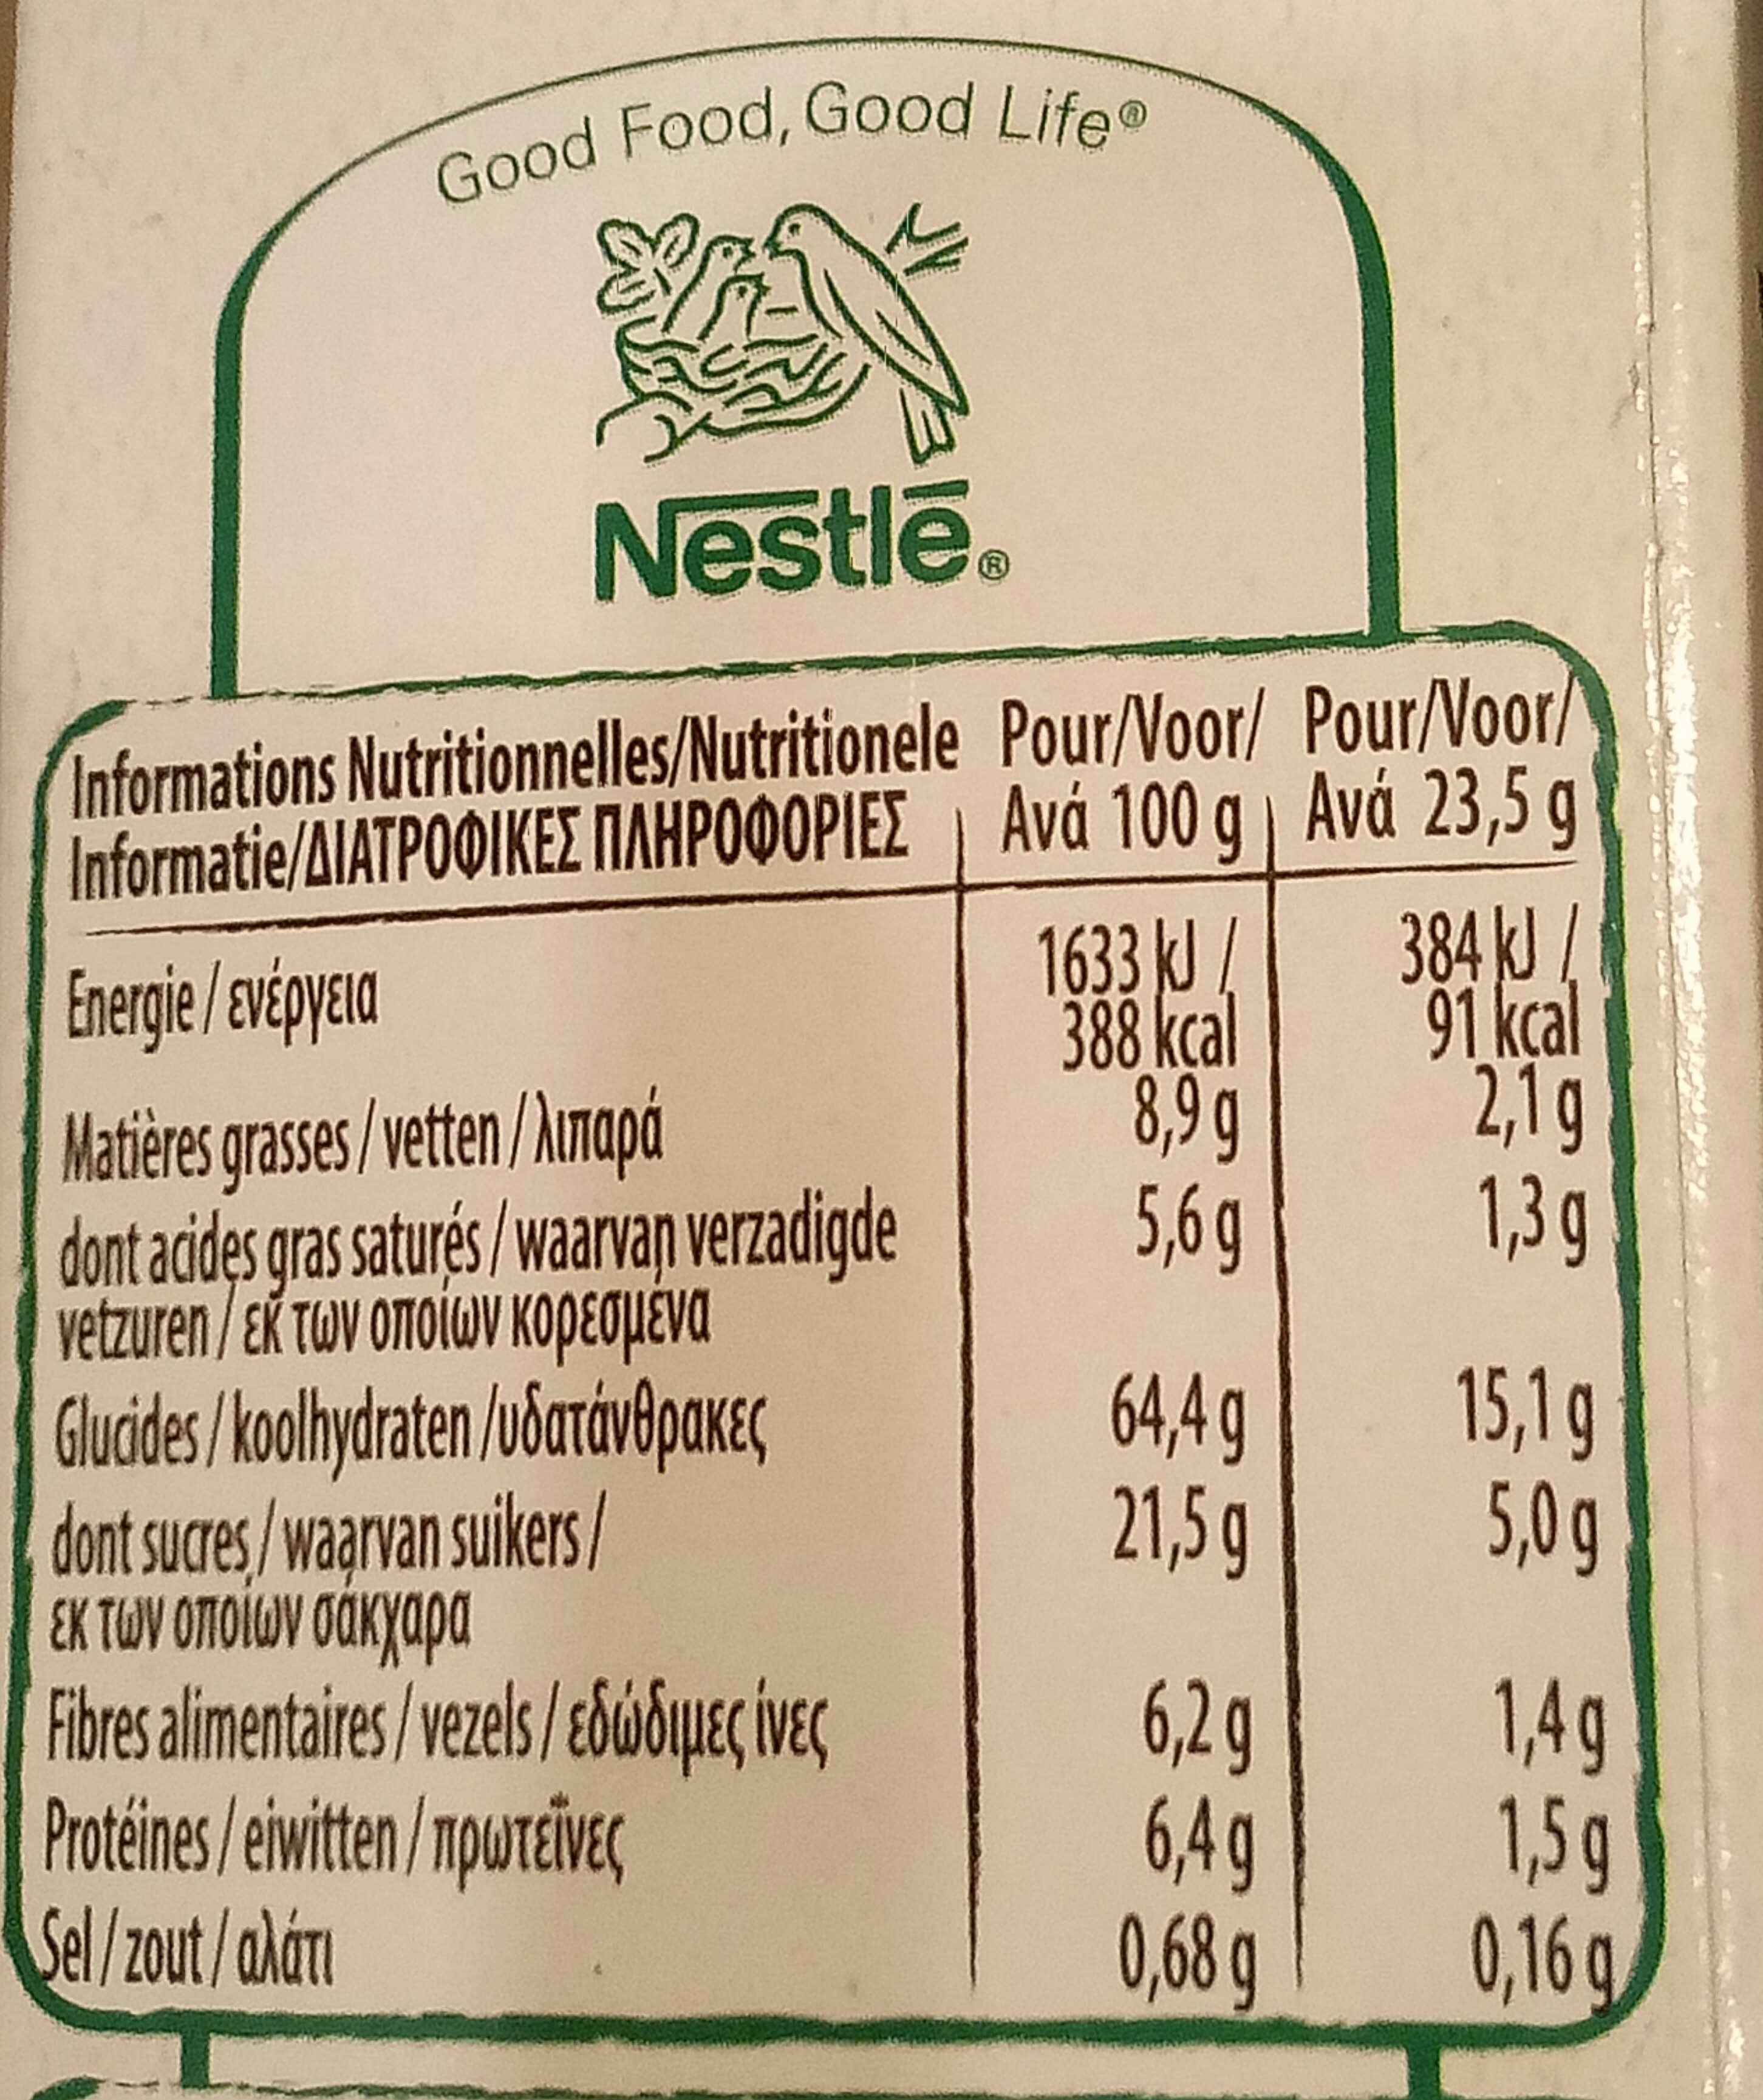 Good Food, Good Life®
Nestlé®
Informations Nutritionnelles/Nutritionele Pour/Voor/ Pour/Voor/
Informatie/ΔΙΑΤΡΟΦΙΚΕΣ ΠΛΗΡΟΦΟΡΙΕΣ Ανά 100 g Ανά 23,5 g
Energie / ενέργεια 1633 kJ / 384 kJ /
388 kcal 91 kcal
Matières grasses / vetten / λιπαρά 8,9 g 2,1 g
dont acides gras saturés / waarvan verzadigde 5,6 g 1,3 g
vetzuren / εκ των οποίων κορεσμένα
Glucides / koolhydraten /υδατάνθρακες 64,4 g 15,1 g
dont sucres / waarvan suikers / 21,5 g 5,0 g
εκ των οποίων σάκχαρα
Fibres alimentaires / vezels / εδώδιμες ίνες 6,2 g 1,4 g
Protéines / eiwitten / πρωτεΐνες 6,4 g 1,5 g
Sel / zout / αλάτι 0,68 g 0,16 g